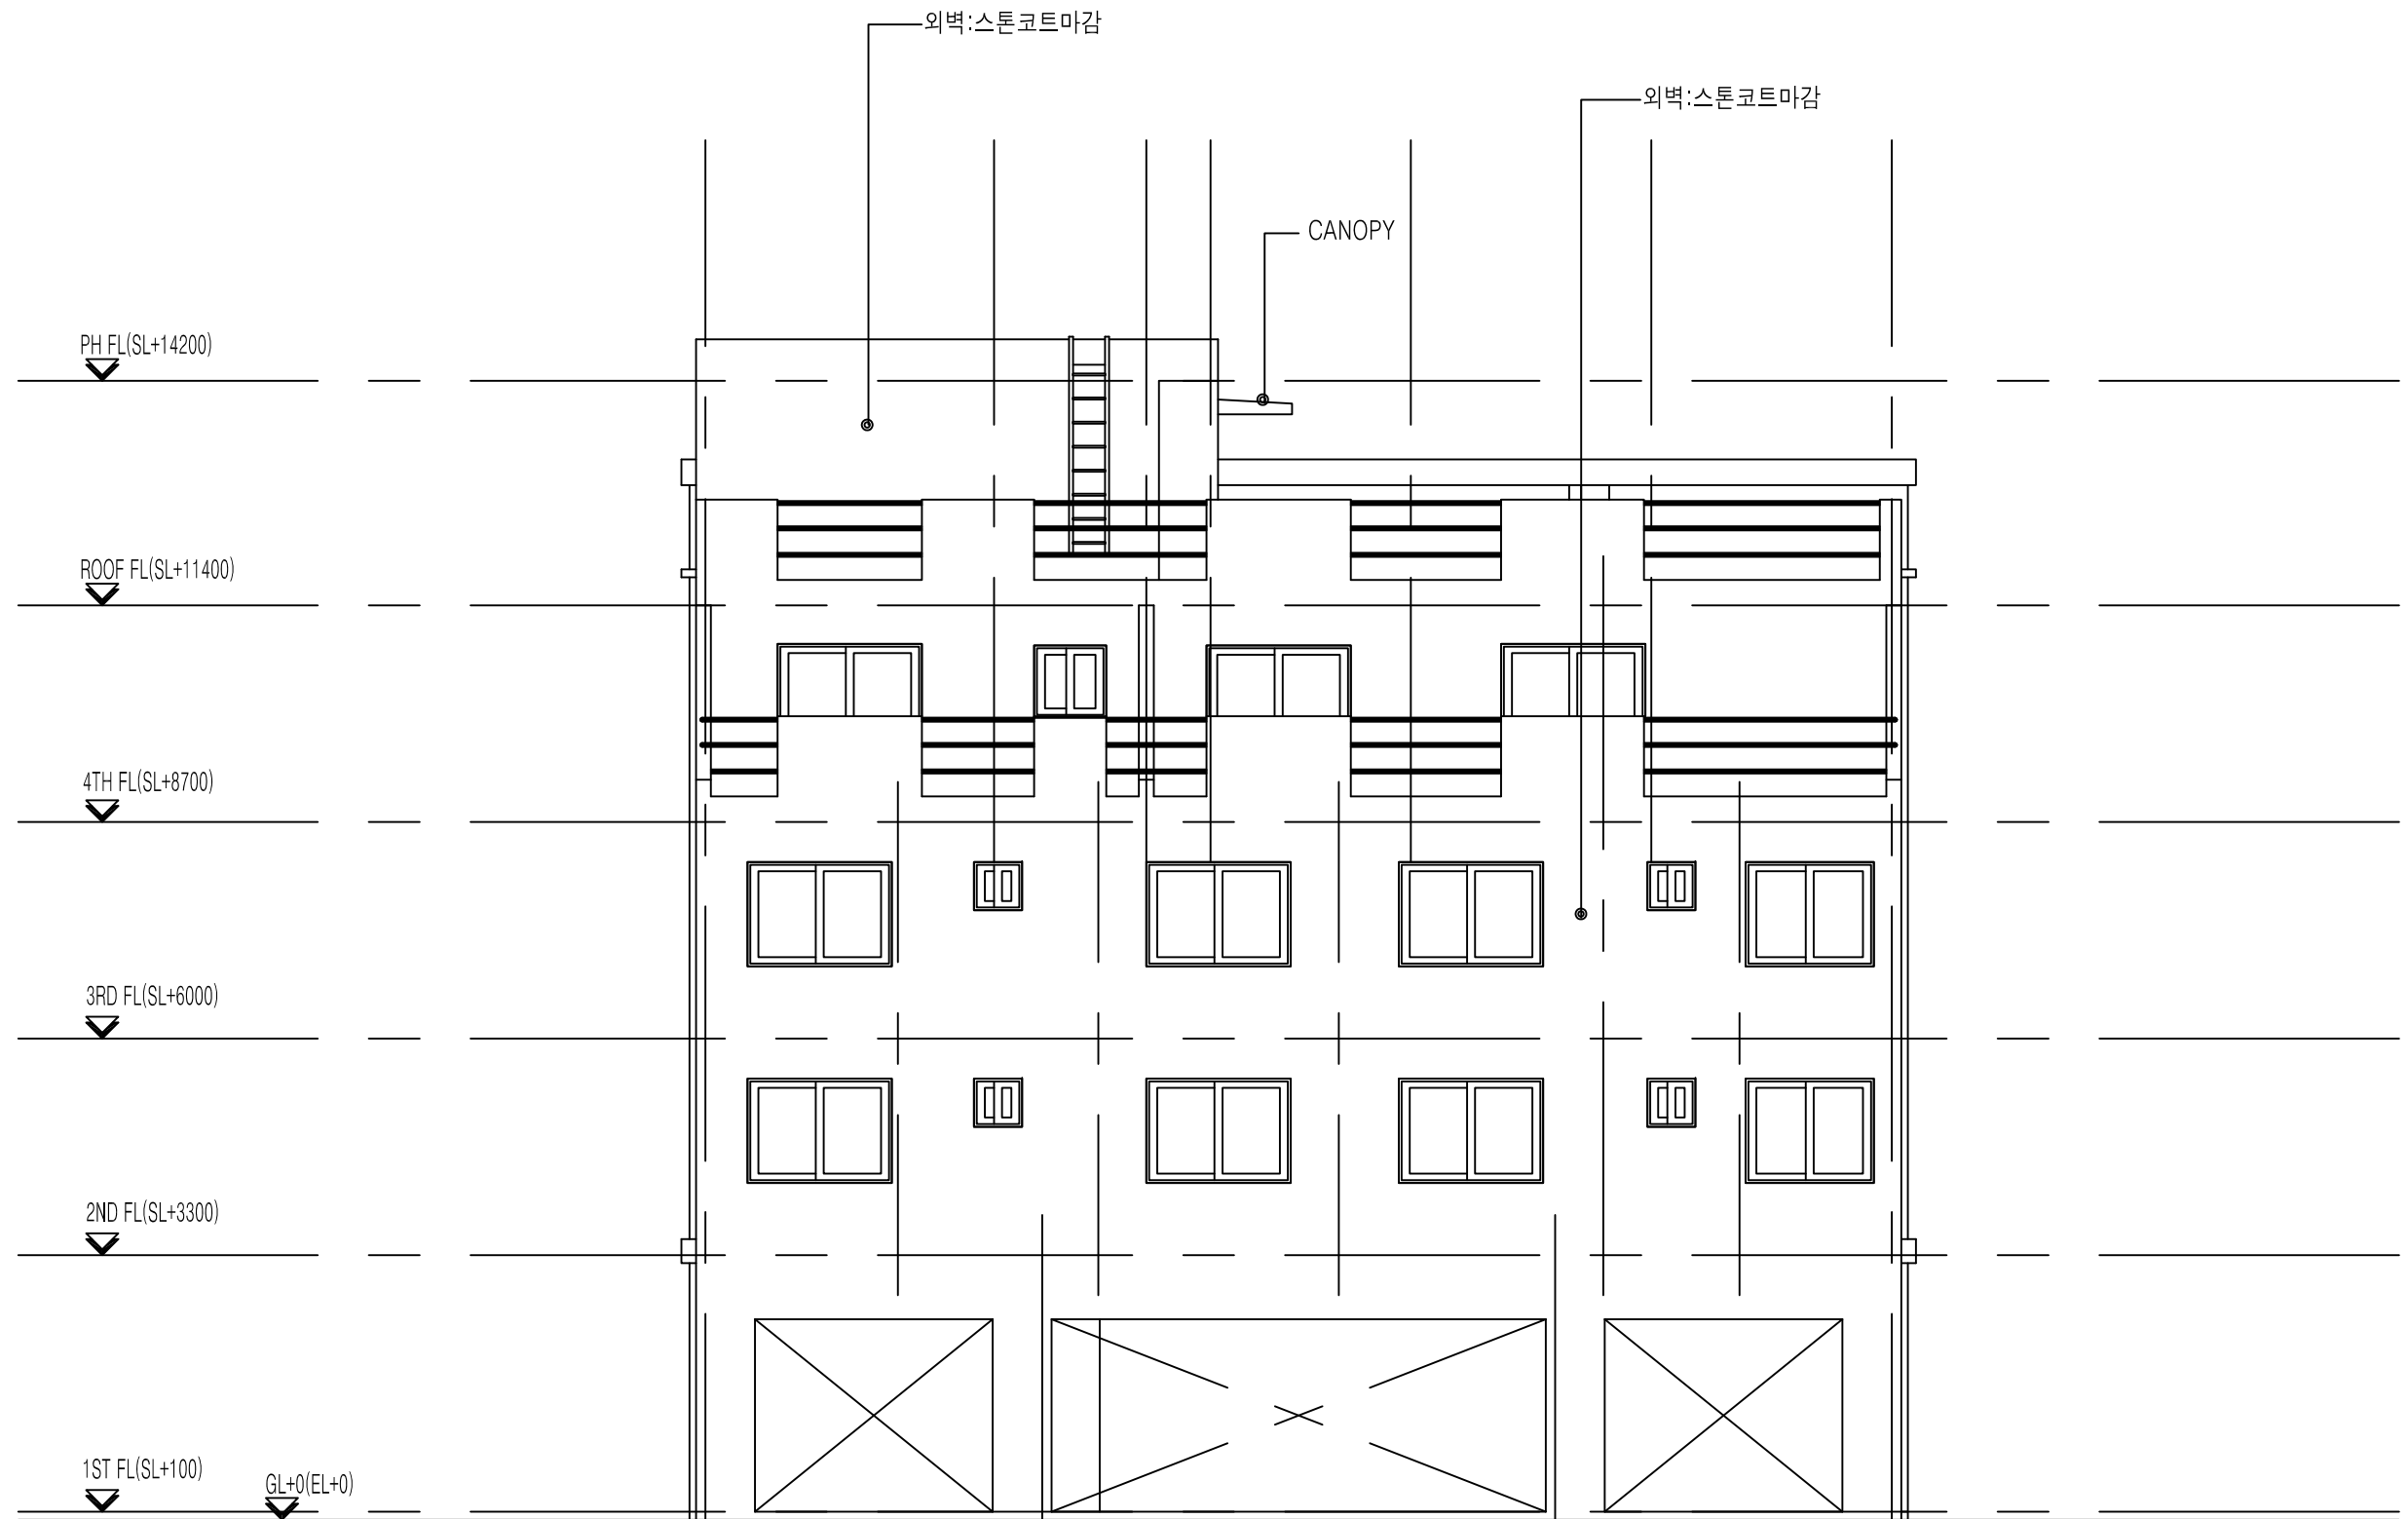 외벽:스톤코트마감
외벽:스톤코트마감
CANOPY
PH FL(SL+14200)
ROOF FL(SL+11400)
4TH FL(SL+8700)
3RD FL(SL+6000)
2ND FL(SL+3300)
1ST FL(SL+100)
GL+0(EL+0)